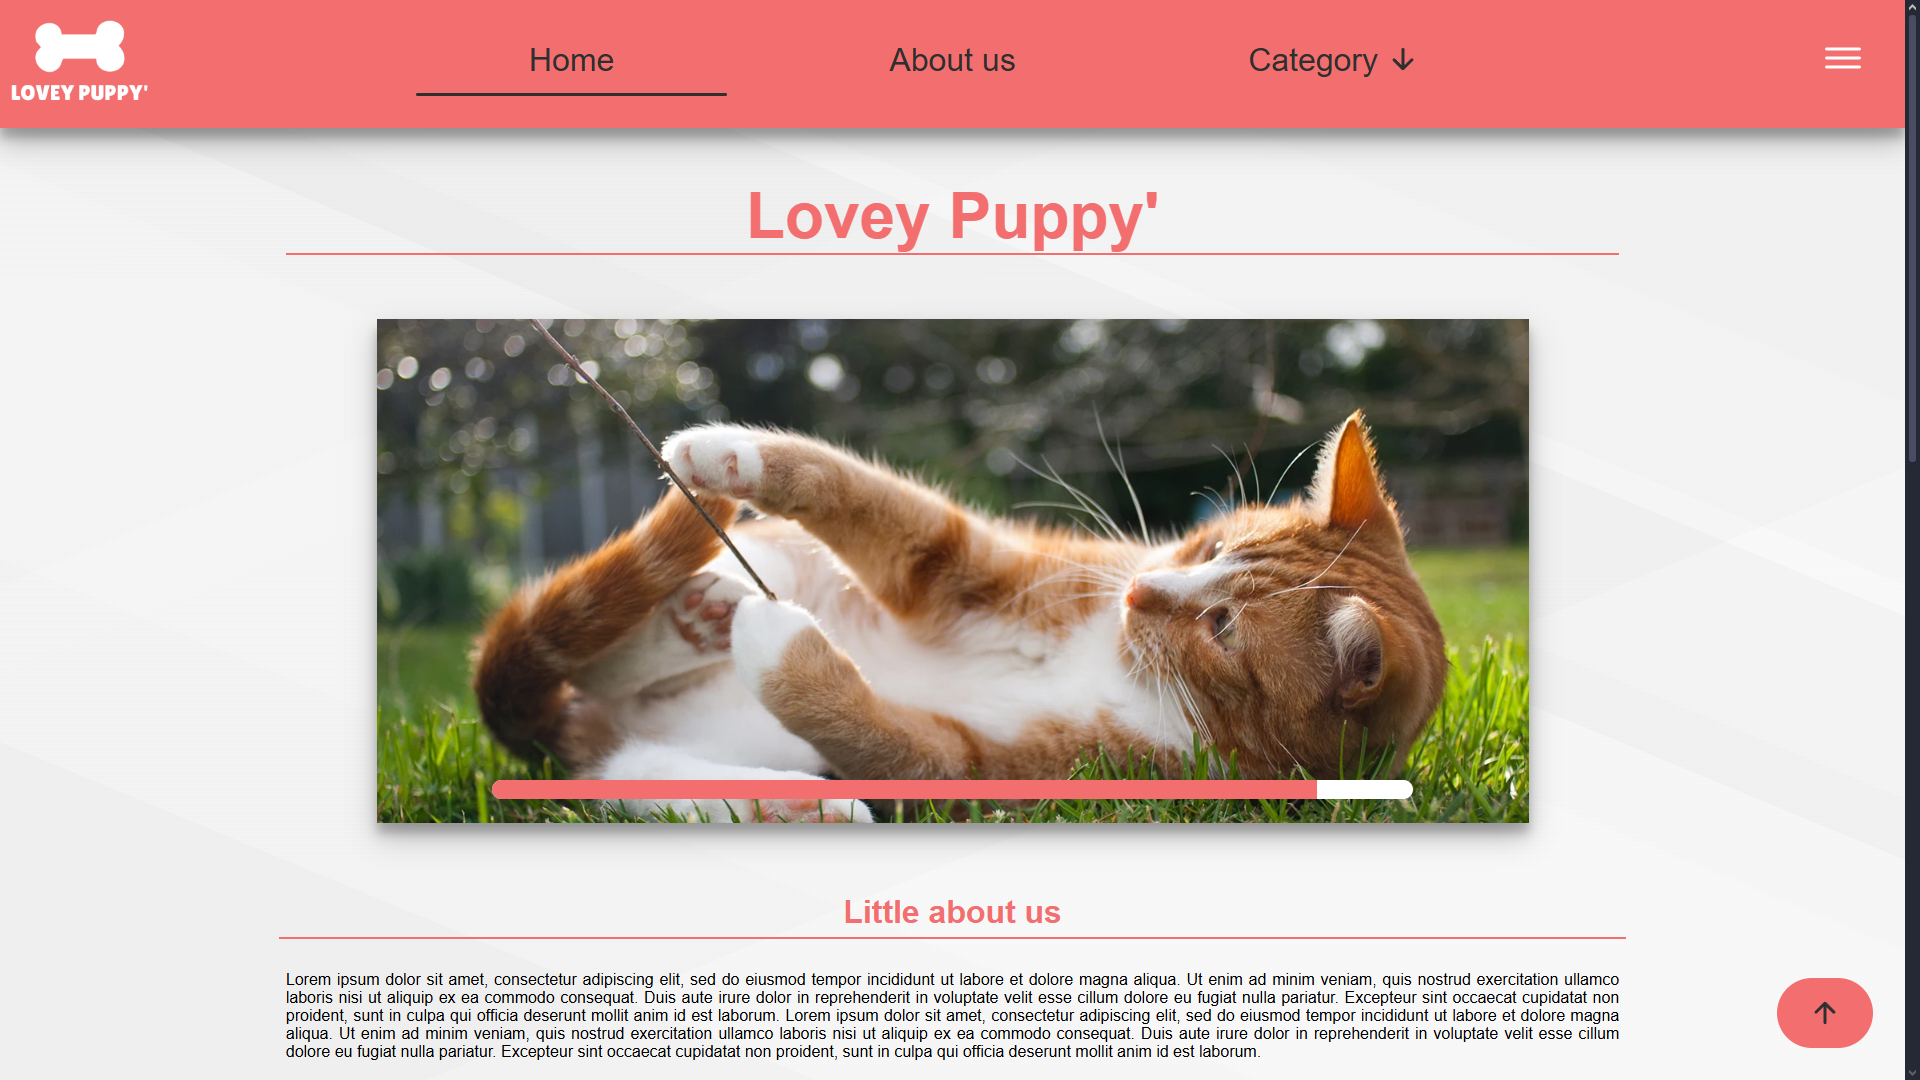 LOVEY PUPPY'
Home
About us
Category
Lovey Puppy'
Little about us
Lorem ipsum dolor sit amet, consectetur adipiscing elit, sed do eiusmod tempor incididunt ut labore et dolore magna aliqua. Ut enim ad minim veniam, quis nostrud exercitation ullamco
laboris nisi ut aliquip ex ea commodo consequat. Duis aute irure dolor in reprehenderit in voluptate velit esse cillum dolore eu fugiat nulla pariatur. Excepteur sint occaecat cupidatat non
proident, sunt in culpa qui officia deserunt mollit anim id est laborum. Lorem ipsum dolor sit amet, consectetur adipiscing elit, sed do eiusmod tempor incididunt ut labore et dolore magna
aliqua. Ut enim ad minim veniam, quis nostrud exercitation ullamco laboris nisi ut aliquip ex ea commodo consequat. Duis aute irure dolor in reprehenderit in voluptate velit esse cillum
dolore eu fugiat nulla pariatur. Excepteur sint occaecat cupidatat non proident, sunt in culpa qui officia deserunt mollit anim id est laborum.